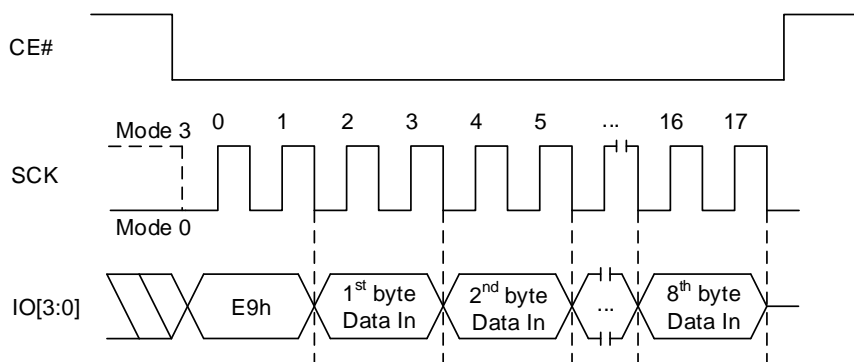 CE#
0 1 2 3 4 5 ... 16 17
Mode 3
SCK
Mode 0
IO[3:0]
E9h
1st byte
Data In
2nd byte
Data In
...
8th byte
Data In